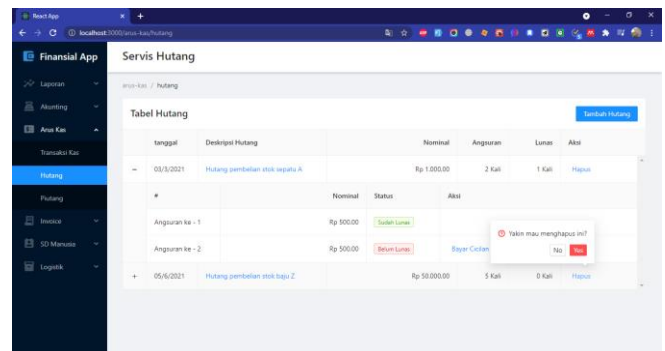 React App
localhost:3000/arus-kas/hutang
Finansial App
Servis Hutang
Laporan
Akunting
Arus Kas
Transaksi Kas
Hutang
Piutang
Invoice
SD Manusia
Logistik
arus-kas / hutang
Tabel Hutang
Tambah Hutang
tanggal Deskripsi Hutang Nominal Angsuran Lunas Aksi
− 03/3/2021 Hutang pembelian stok sepatu A Rp 1.000,00 2 Kali 1 Kali Hapus
# Nominal Status Aksi
Angsuran ke - 1 Rp 500,00 Sudah Lunas
Angsuran ke - 2 Rp 500,00 Belum Lunas Bayar Cicilan
Yakin mau menghapus ini?
No Yes
+ 05/6/2021 Hutang pembelian stok baju Z Rp 50.000,00 5 Kali 0 Kali Hapus